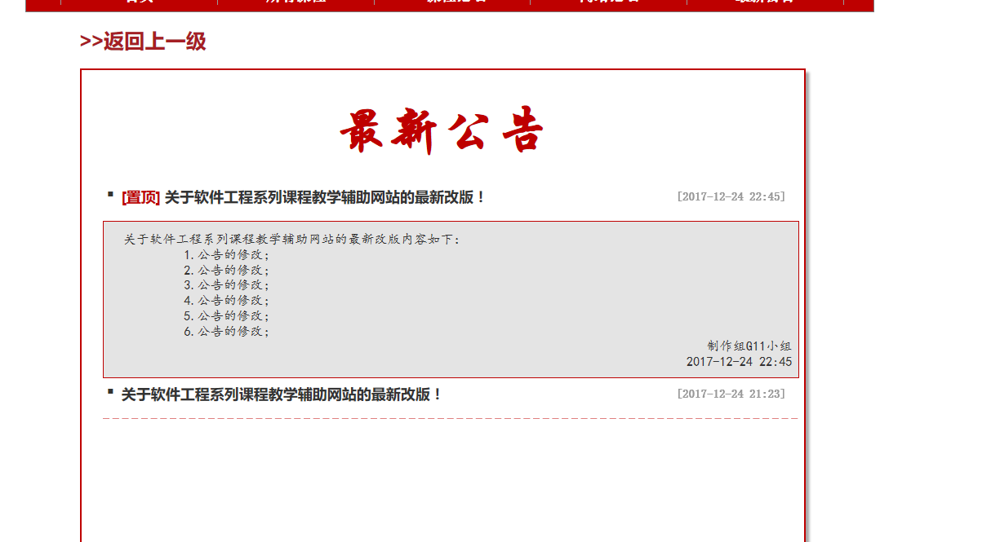 >>返回上一级
最新公告
▪ [置顶] 关于软件工程系列课程教学辅助网站的最新改版！ [2017-12-24 22:45]
关于软件工程系列课程教学辅助网站的最新改版内容如下：
1.公告的修改；
2.公告的修改；
3.公告的修改；
4.公告的修改；
5.公告的修改；
6.公告的修改；
制作组G11小组
2017-12-24 22:45
▪ 关于软件工程系列课程教学辅助网站的最新改版！ [2017-12-24 21:23]